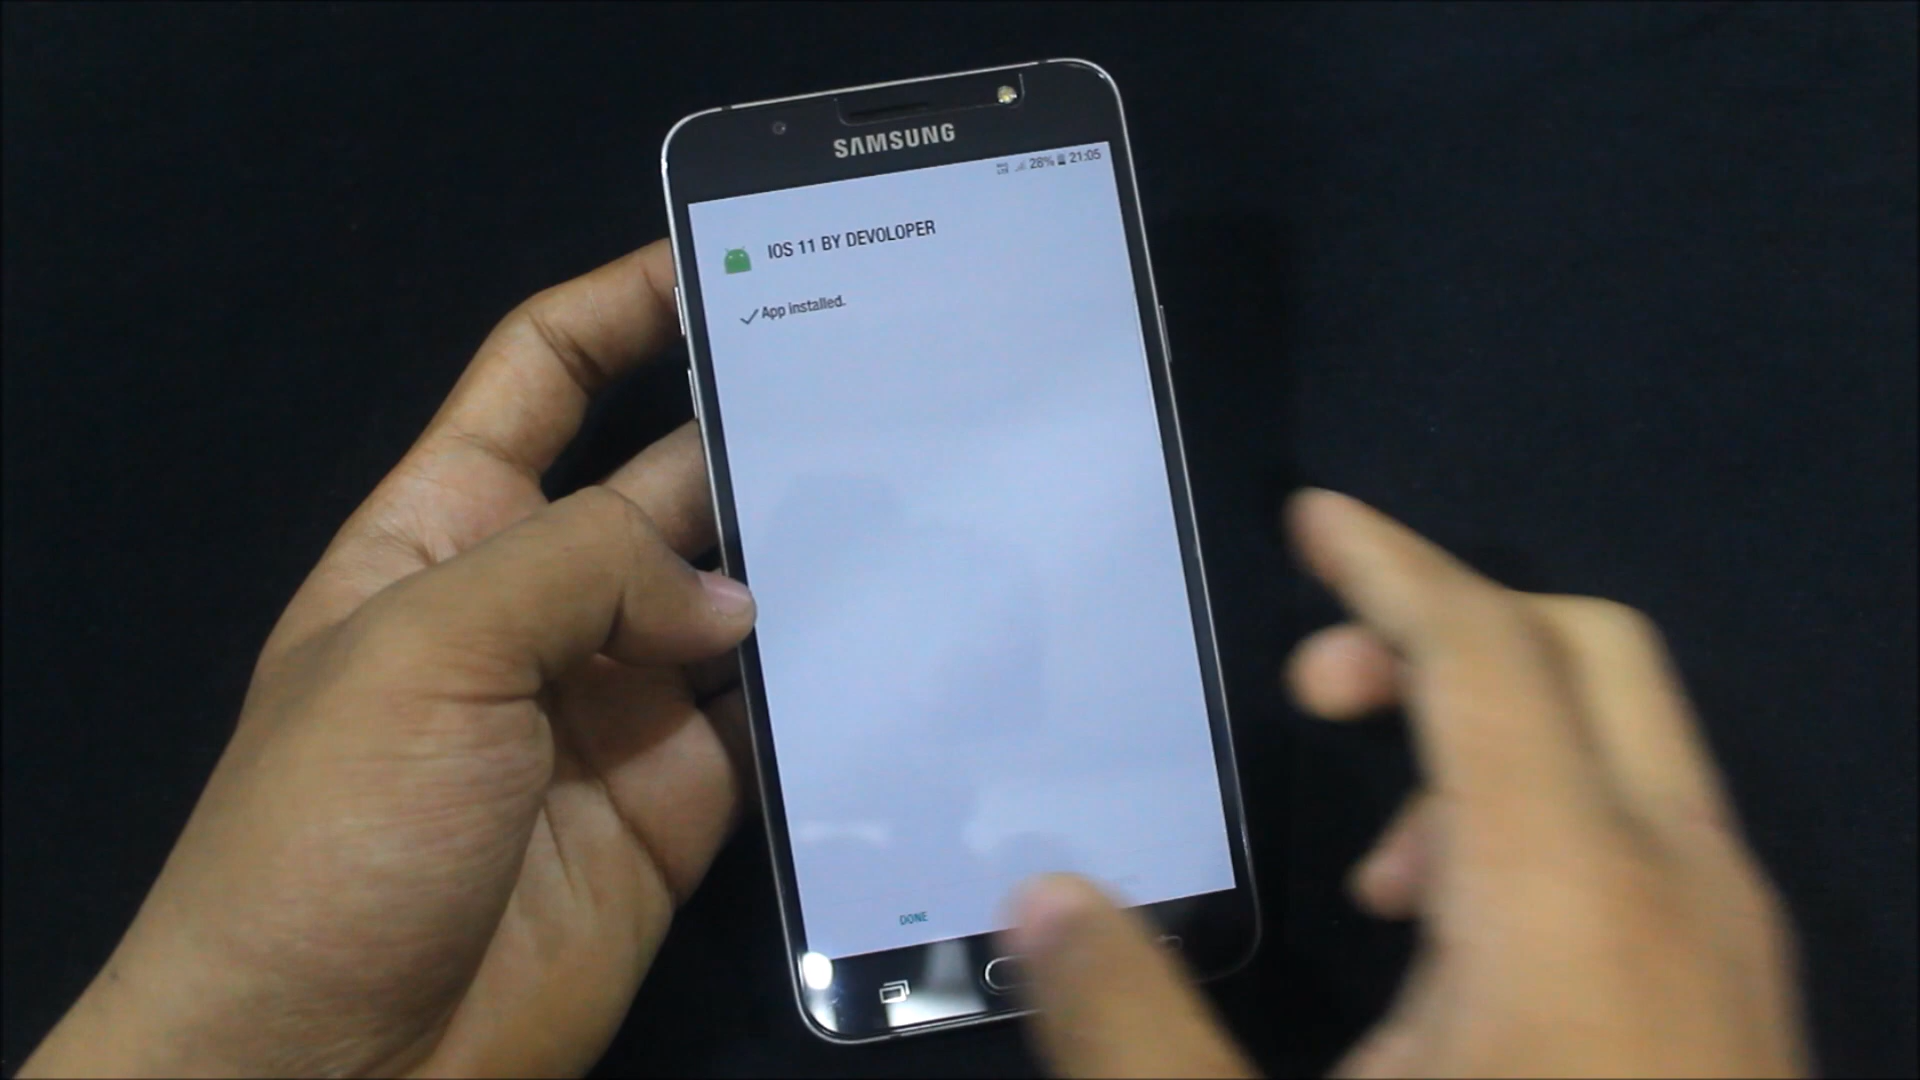 SAMSUNG
28% 21:05
IOS 11 BY DEVOLOPER
App installed.
DONE